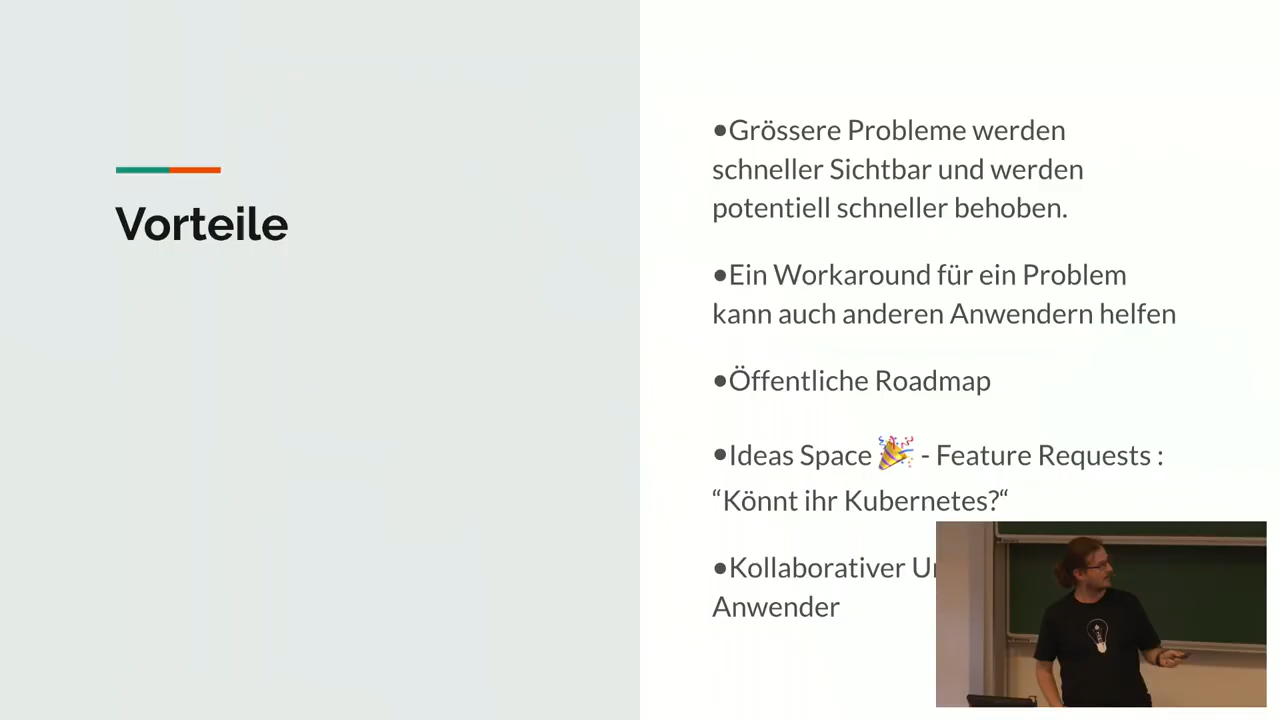 Vorteile
•Grössere Probleme werden
schneller Sichtbar und werden
potentiell schneller behoben.
•Ein Workaround für ein Problem
kann auch anderen Anwendern helfen
•Öffentliche Roadmap
•Ideas Space 🎉 - Feature Requests :
“Könnt ihr Kubernetes?“
•Kollaborativer
Anwender